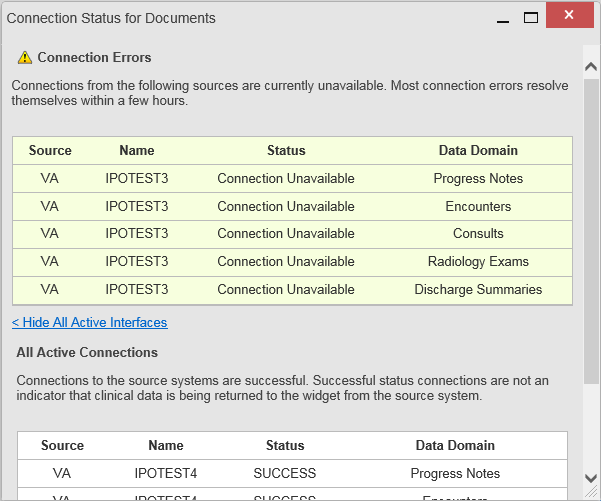 Connection Status for Documents
Connection Errors
Connections from the following sources are currently unavailable. Most connection errors resolve
themselves within a few hours.
Source Name Status Data Domain
VA IPOTEST3 Connection Unavailable Progress Notes
VA IPOTEST3 Connection Unavailable Encounters
VA IPOTEST3 Connection Unavailable Consults
VA IPOTEST3 Connection Unavailable Radiology Exams
VA IPOTEST3 Connection Unavailable Discharge Summaries
< Hide All Active Interfaces
All Active Connections
Connections to the source systems are successful. Successful status connections are not an
indicator that clinical data is being returned to the widget from the source system.
Source Name Status Data Domain
VA IPOTEST4 SUCCESS Progress Notes
VA IPOTEST4 SUCCESS Encounters